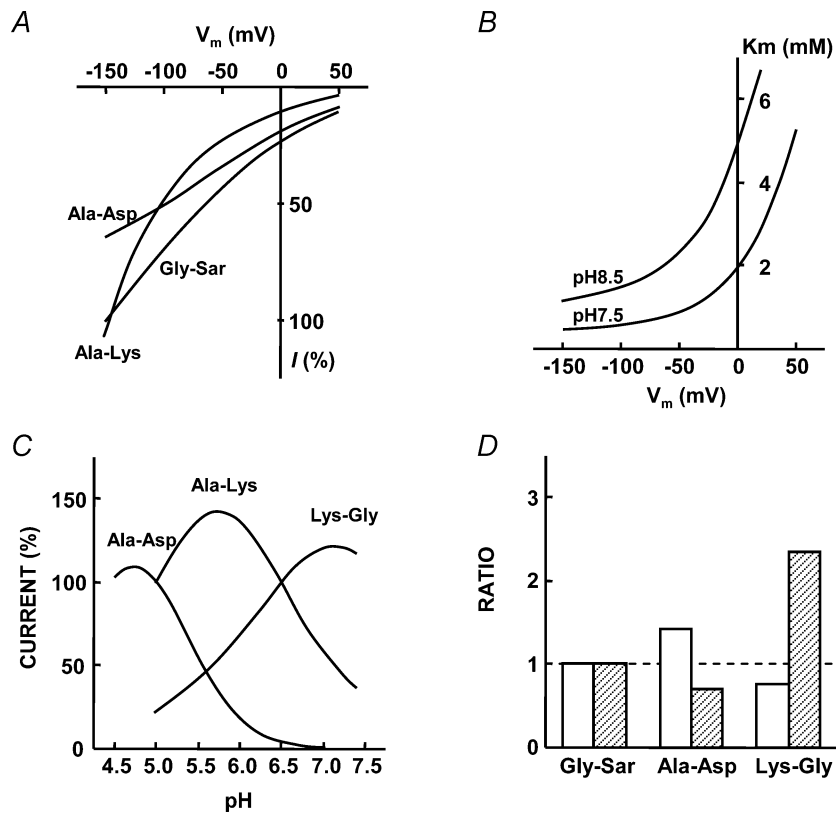 A
V_m (mV)
-150 -100 -50 0 50
Ala-Asp
50
Gly-Sar
100
Ala-Lys
I (%)
B
Km (mM)
6
4
2
pH8.5
pH7.5
-150 -100 -50 0 50
V_m (mV)
C
CURRENT (%)
150
100
50
0
Ala-Lys
Ala-Asp
Lys-Gly
4.5 5.0 5.5 6.0 6.5 7.0 7.5
pH
D
RATIO
3
2
1
0
Gly-Sar Ala-Asp Lys-Gly